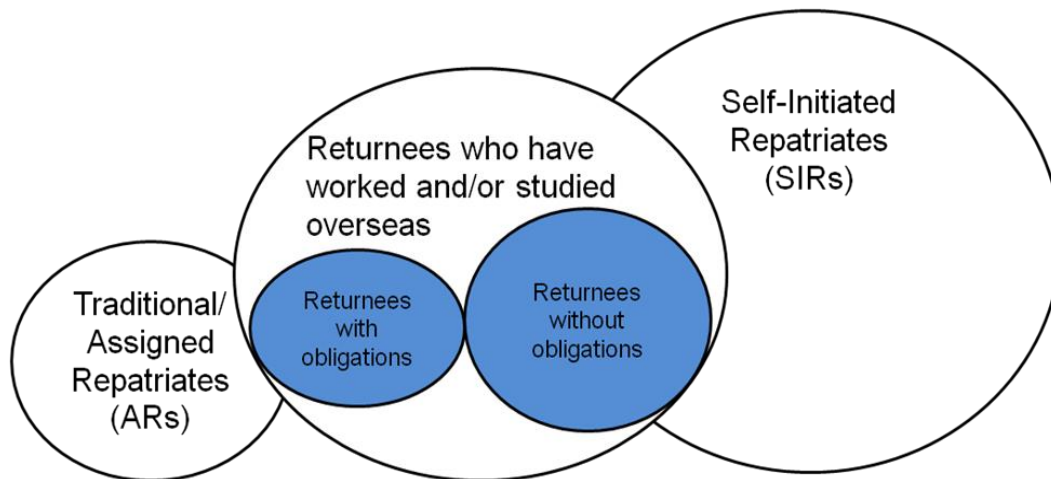 Returnees who have
worked and/or studied
overseas
Self-Initiated
Repatriates
(SIRs)
Traditional/
Assigned
Repatriates
(ARs)
Returnees
with
obligations
Returnees
without
obligations